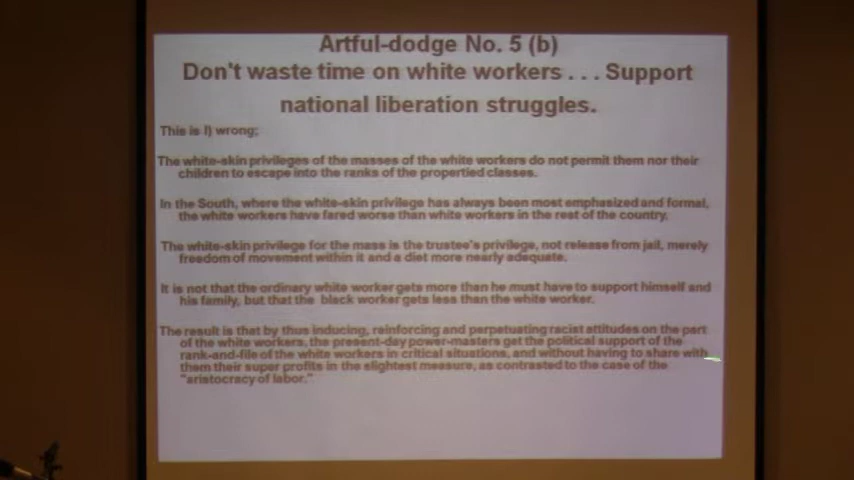 Artful-dodge No. 5 (b)
Don't waste time on white workers . . . Support
national liberation struggles.
This is I) wrong;
The white-skin privileges of the masses of the white workers do not permit them nor their
children to escape into the ranks of the propertied classes.
In the South, where the white-skin privilege has always been most emphasized and formal,
the white workers have fared worse than white workers in the rest of the country.
The white-skin privilege for the mass is the trustee's privilege, not release from jail, merely
freedom of movement within it and a diet more nearly adequate.
It is not that the ordinary white worker gets more than he must have to support himself and
his family, but that the black worker gets less than the white worker.
The result is that by thus inducing, reinforcing and perpetuating racist attitudes on the part
of the white workers, the present-day power-masters get the political support of the
rank-and-file of the white workers in critical situations, and without having to share with
them their super profits in the slightest measure, as contrasted to the case of the
"aristocracy of labor."